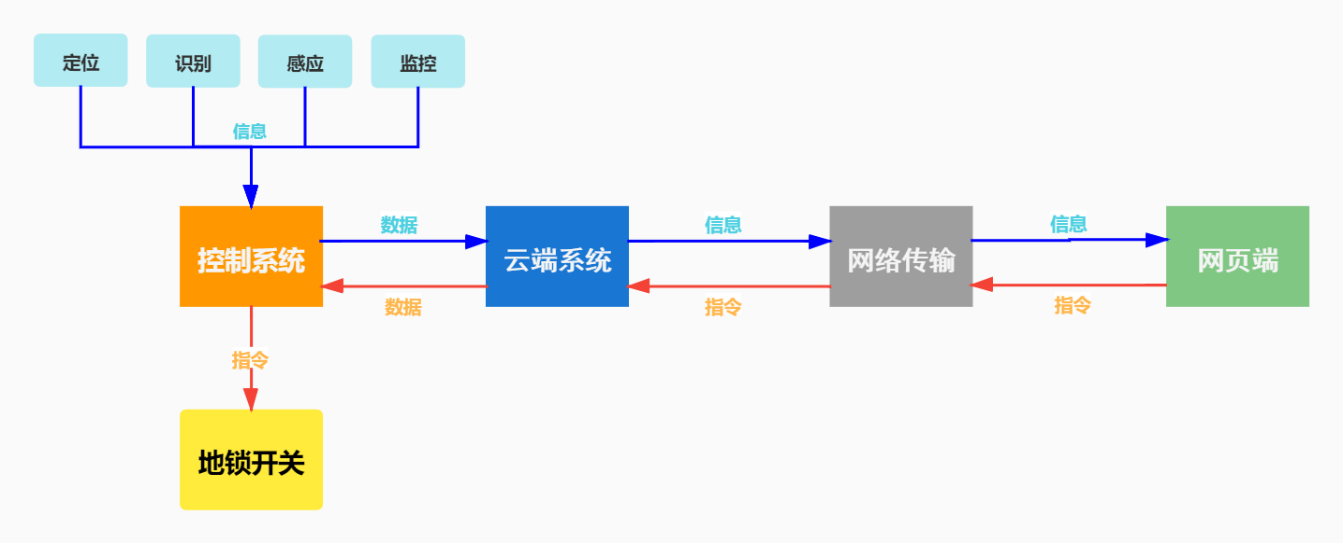 定位
识别
感应
监控
信息
控制系统
数据
云端系统
信息
网络传输
信息
网页端
数据
指令
指令
指令
地锁开关